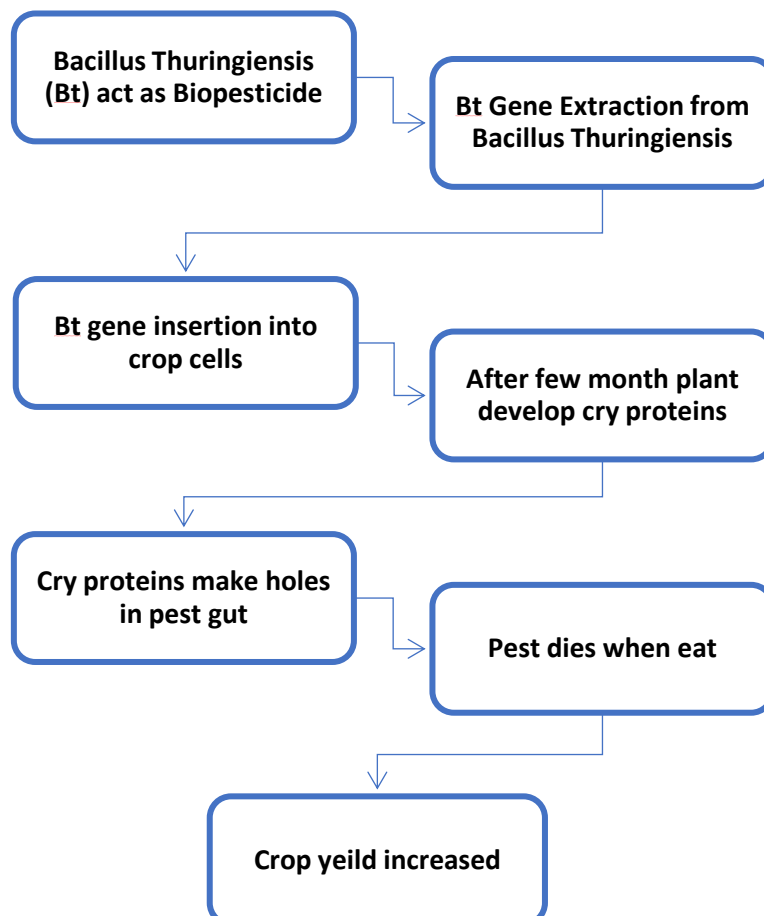 Bacillus Thuringiensis
(Bt) act as Biopesticide
Bt Gene Extraction from
Bacillus Thuringiensis
Bt gene insertion into
crop cells
After few month plant
develop cry proteins
Cry proteins make holes
in pest gut
Pest dies when eat
Crop yeild increased